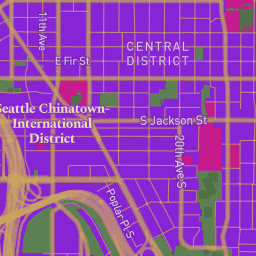 11th Ave
CENTRAL
DISTRICT
E Fir St
Seattle Chinatown-
International
District
S Jackson St
20th Ave S
Poplar Pl S